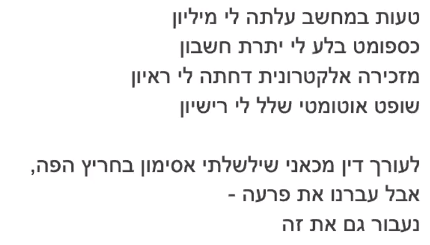 טעות במחשב עלתה לי מיליון
כספומט בלע לי יתרת חשבון
מזכירה אלקטרונית דחתה לי ראיון
שופט אוטומטי שלל לי רישיון
לעורך דין מכאני שילשלתי אסימון בחריץ הפה,
אבל עברנו את פרעה -
נעבור גם את זה